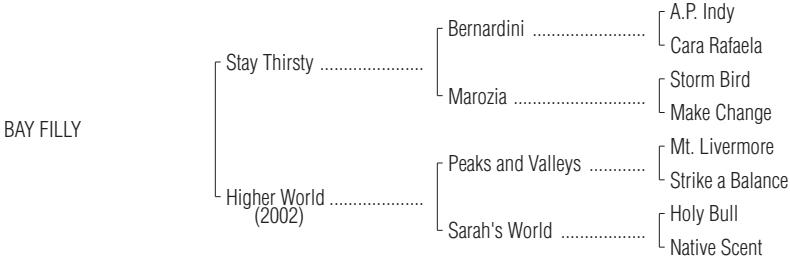 A.P. Indy
Bernardini ..............................
Cara Rafaela
Stay Thirsty ......................
Storm Bird
Marozia ...................................
Make Change
BAY FILLY
Mt. Livermore
Peaks and Valleys ...............
Strike a Balance
Higher World .........................
(2002)
Holy Bull
Sarah's World ......................
Native Scent